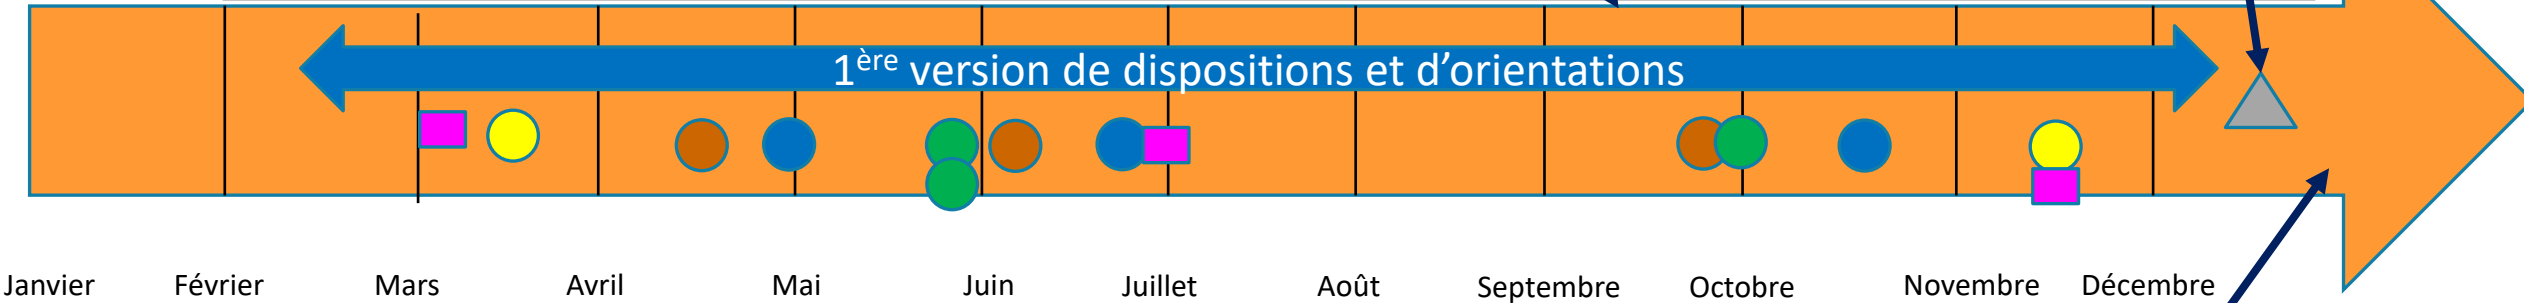 1ère version de dispositions et d’orientations
Janvier Février Mars Avril Mai Juin Juillet Août Septembre Octobre Novembre Décembre